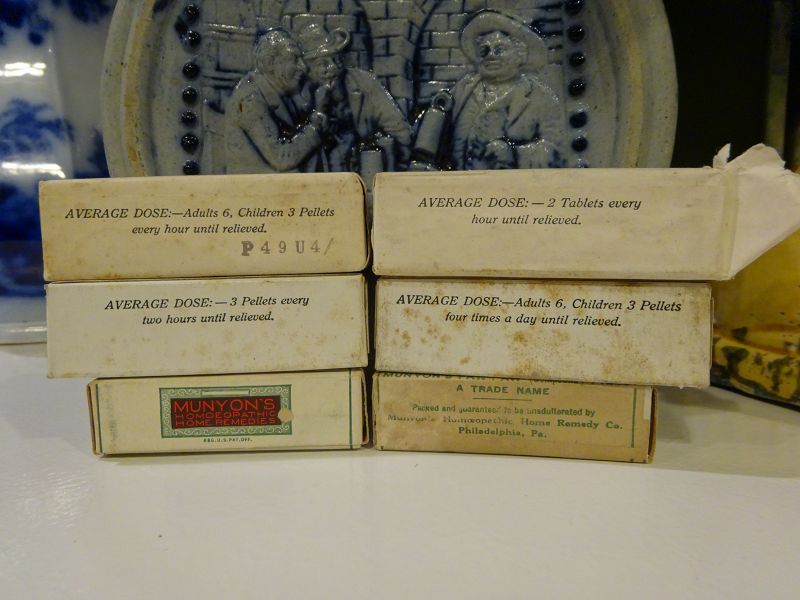 AVERAGE DOSE:—Adults 6, Children 3 Pellets
every hour until relieved.
P49U4/
AVERAGE DOSE: — 2 Tablets every
hour until relieved.
AVERAGE DOSE: — 3 Pellets every
two hours until relieved.
AVERAGE DOSE:—Adults 6, Children 3 Pellets
four times a day until relieved.
MUNYON'S
HOMŒOPATHIC
HOME REMEDIES
REG. U.S. PAT. OFF.
MUNYON'S
A TRADE NAME
Packed and guaranteed to be unadulterated by
Munyon's Homœopathic Home Remedy Co.
Philadelphia, Pa.